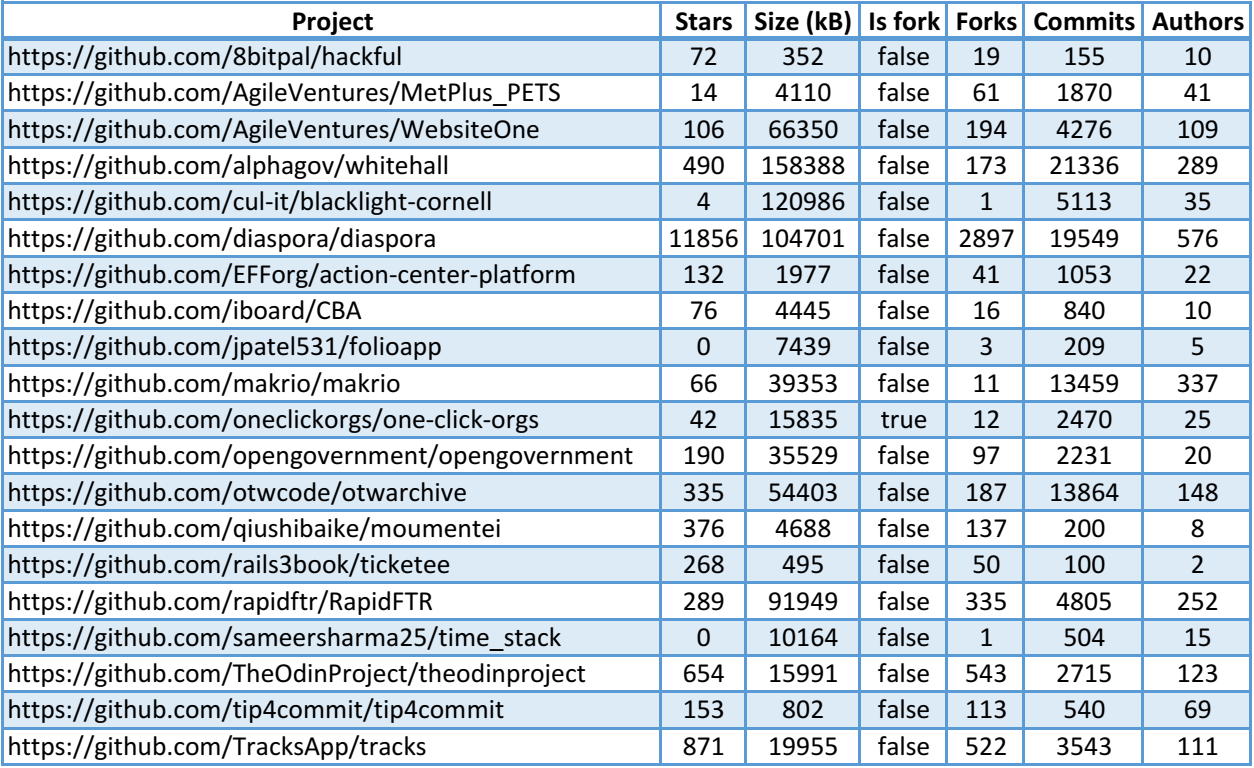 Project Stars Size (kB) Is fork Forks Commits Authors
https://github.com/8bitpal/hackful 72 352 false 19 155 10
https://github.com/AgileVentures/MetPlus_PETS 14 4110 false 61 1870 41
https://github.com/AgileVentures/WebsiteOne 106 66350 false 194 4276 109
https://github.com/alphagov/whitehall 490 158388 false 173 21336 289
https://github.com/cul-it/blacklight-cornell 4 120986 false 1 5113 35
https://github.com/diaspora/diaspora 11856 104701 false 2897 19549 576
https://github.com/EFForg/action-center-platform 132 1977 false 41 1053 22
https://github.com/iboard/CBA 76 4445 false 16 840 10
https://github.com/jpatel531/folioapp 0 7439 false 3 209 5
https://github.com/makrio/makrio 66 39353 false 11 13459 337
https://github.com/oneclickorgs/one-click-orgs 42 15835 true 12 2470 25
https://github.com/opengovernment/opengovernment 190 35529 false 97 2231 20
https://github.com/otwcode/otwarchive 335 54403 false 187 13864 148
https://github.com/qiushibaike/moumentei 376 4688 false 137 200 8
https://github.com/rails3book/ticketee 268 495 false 50 100 2
https://github.com/rapidftr/RapidFTR 289 91949 false 335 4805 252
https://github.com/sameersharma25/time_stack 0 10164 false 1 504 15
https://github.com/TheOdinProject/theodinproject 654 15991 false 543 2715 123
https://github.com/tip4commit/tip4commit 153 802 false 113 540 69
https://github.com/TracksApp/tracks 871 19955 false 522 3543 111